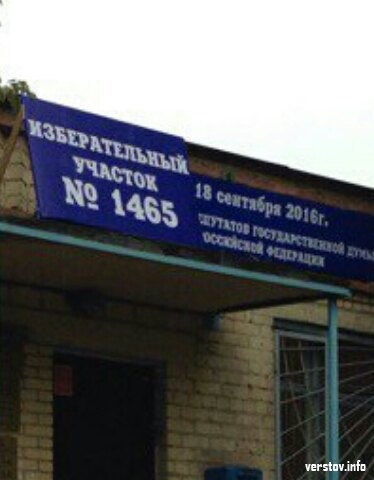 ИЗБЕРАТЕЛЬНЫЙ
УЧАСТОК
№ 1465
18 сентября 2016г.
ДЕПУТАТОВ ГОСУДАРСТВЕННОЙ ДУМЫ
РОССИЙСКОЙ ФЕДЕРАЦИИ
verstov.info